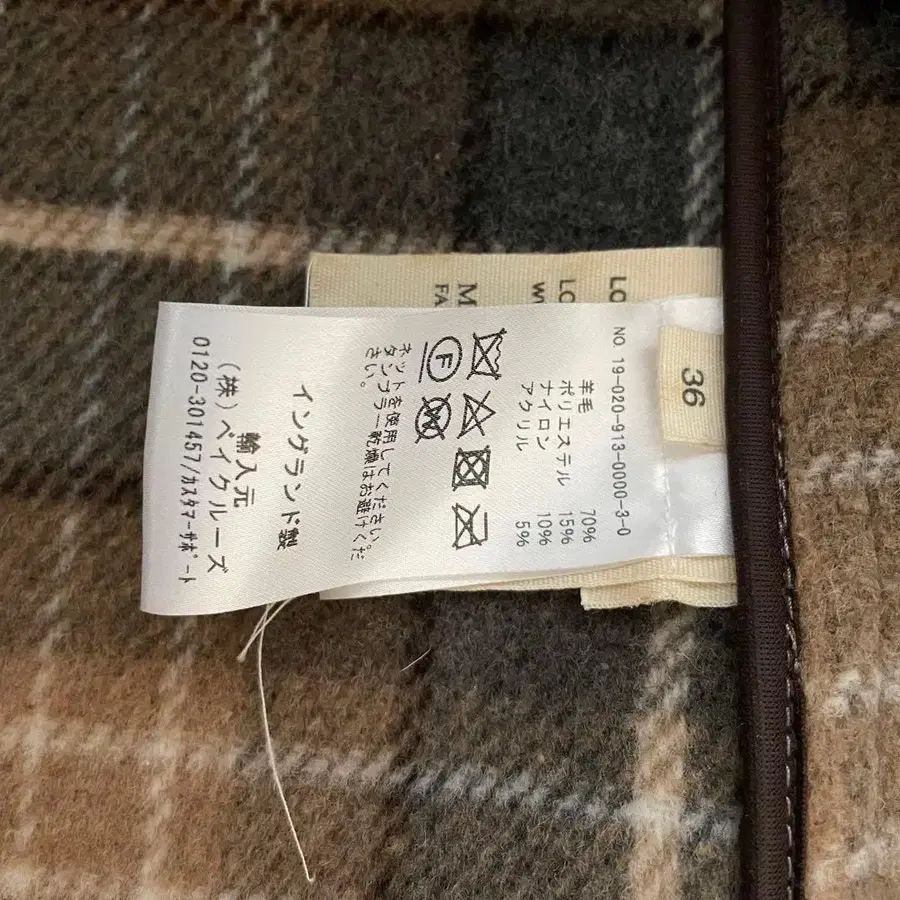 NO. 19-020-913-0000-3-0
羊毛 70%
ポリエステル 15%
ナイロン 10%
アクリル 5%
F
W
ネットを使用してください。
タンブラー乾燥はお避けくだ
さい。
イングランド製
輸入元
(株)ベイクルーズ
0120-301457/カスタマーサポート
36
LO
LO
W
M
FA